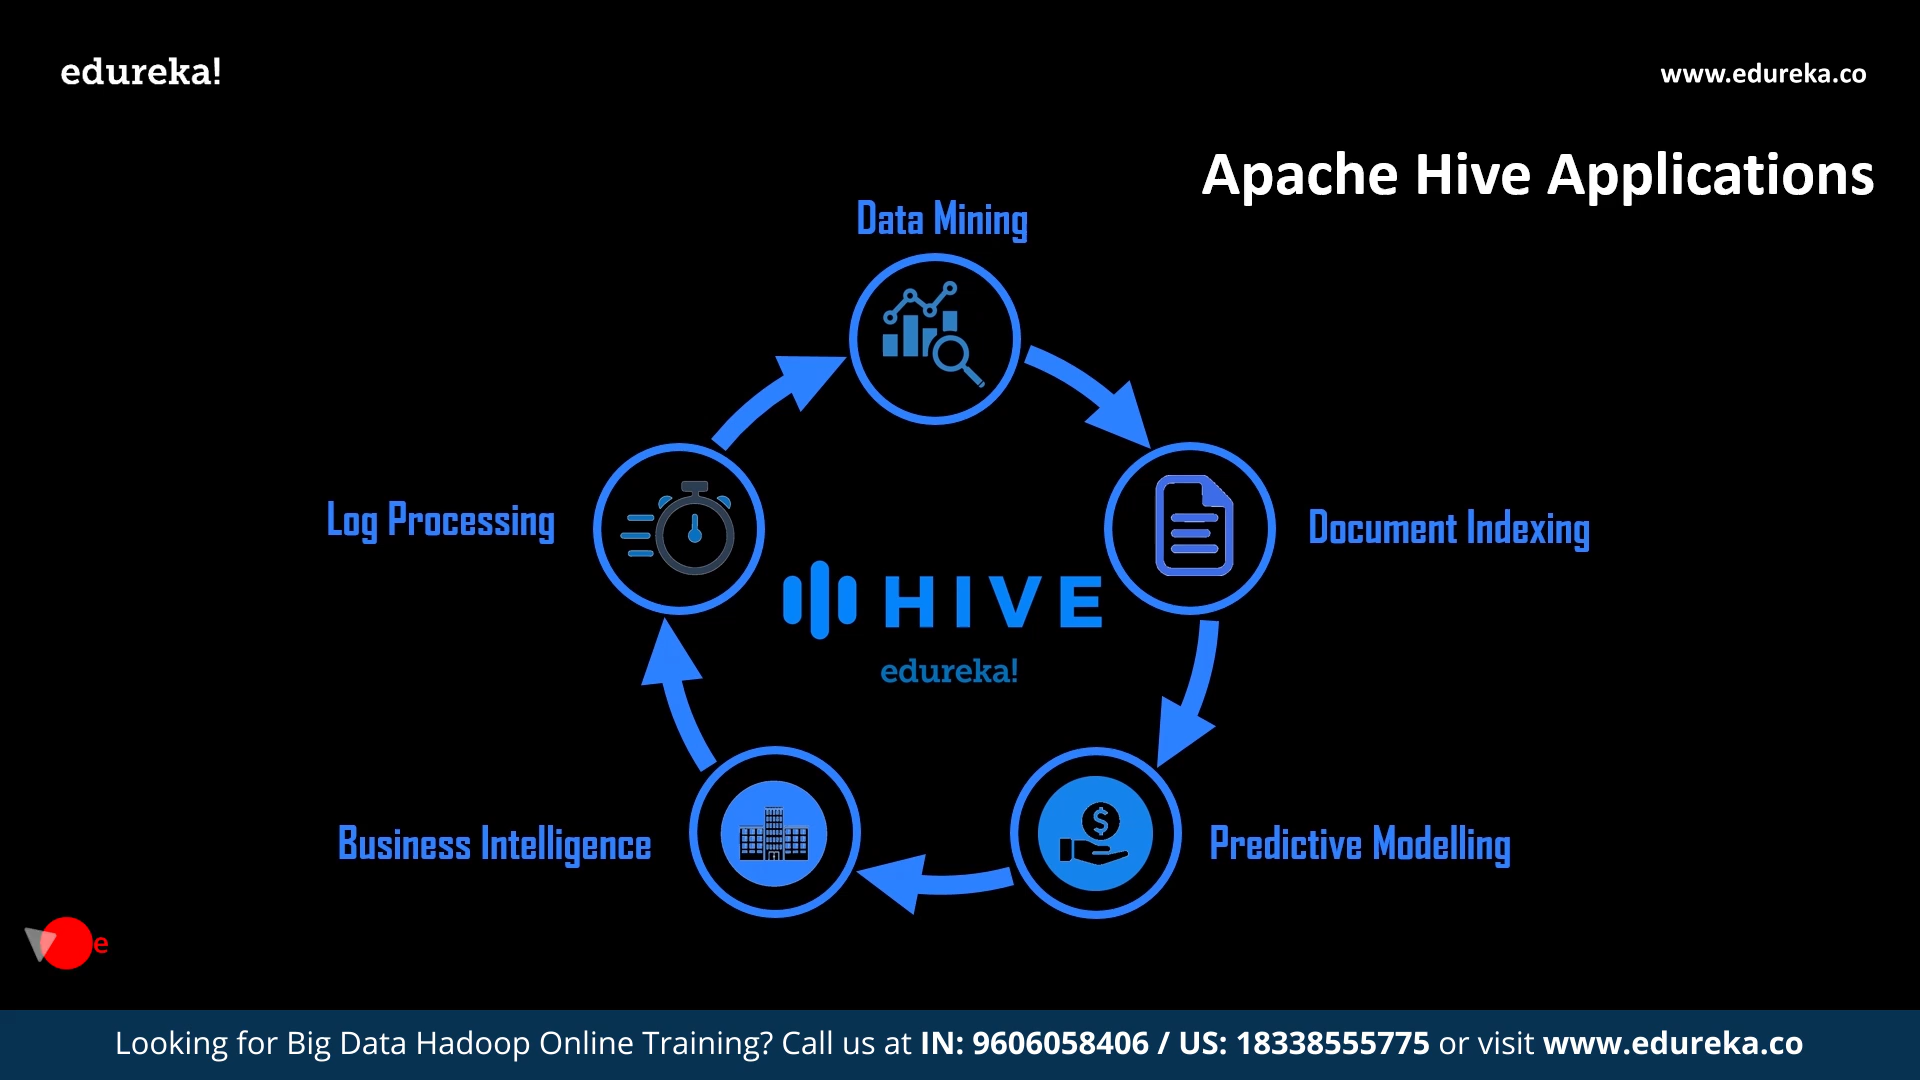 edureka!
www.edureka.co
Apache Hive Applications
Data Mining
Log Processing
Document Indexing
HIVE
edureka!
$
Business Intelligence
Predictive Modelling
e
Looking for Big Data Hadoop Online Training? Call us at IN: 9606058406 / US: 18338555775 or visit www.edureka.co